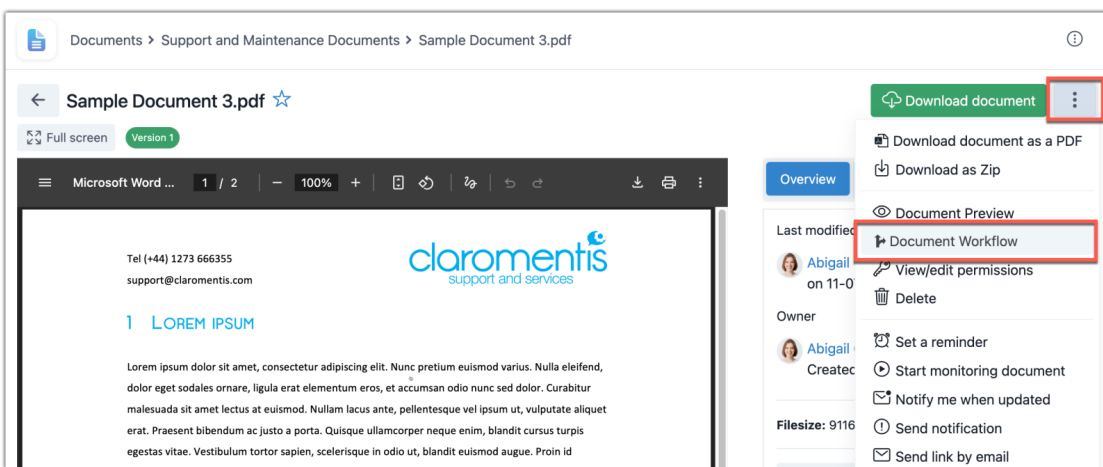 Documents > Support and Maintenance Documents > Sample Document 3.pdf
Sample Document 3.pdf
Download document
Full screen
Version 1
Microsoft Word ...
1 / 2
100%
Tel (+44) 1273 666355
support@claromentis.com
claromentis
support and services
1 LOREM IPSUM
Lorem ipsum dolor sit amet, consectetur adipiscing elit. Nunc pretium euismod varius. Nulla eleifend,
dolor eget sodales ornare, ligula erat elementum eros, et accumsan odio nunc sed dolor. Curabitur
malesuada sit amet lectus at euismod. Nullam lacus ante, pellentesque vel ipsum ut, vulputate aliquet
erat. Praesent bibendum ac justo a porta. Quisque ullamcorper neque enim, blandit cursus turpis
egestas vitae. Vestibulum tortor sapien, scelerisque in odio ut, blandit euismod augue. Proin id
Overview
Last modified
Abigail
on 11-0
Owner
Abigail
Created
Filesize: 9116
Download document as a PDF
Download as Zip
Document Preview
Document Workflow
View/edit permissions
Delete
Set a reminder
Start monitoring document
Notify me when updated
Send notification
Send link by email